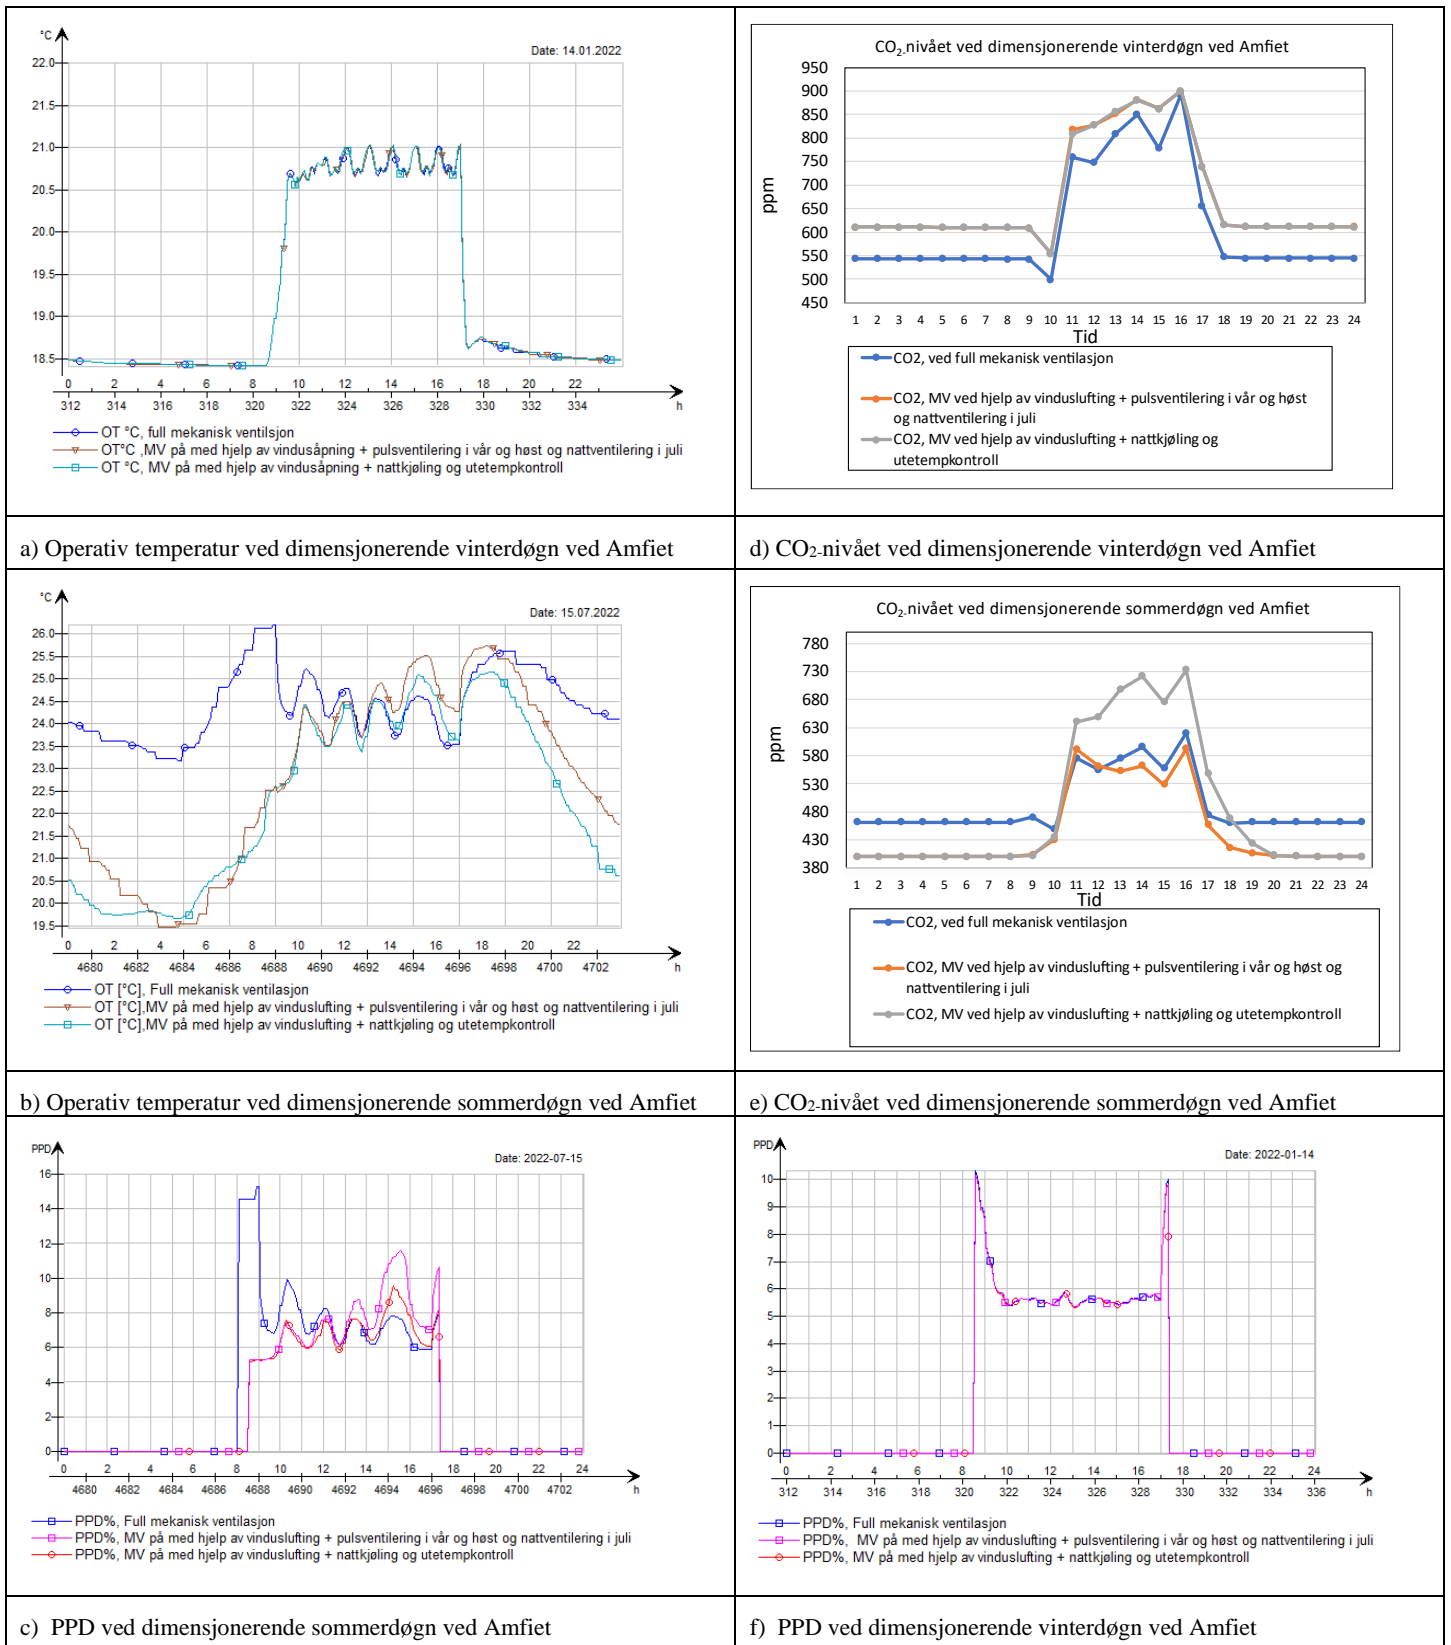 °C
Date: 14.01.2022
22.0
21.5
21.0
20.5
20.0
19.5
19.0
18.5
0 2 4 6 8 10 12 14 16 18 20 22
312 314 316 318 320 322 324 326 328 330 332 334 h
OT °C, full mekanisk ventilsjon
OT°C ,MV på med hjelp av vindusåpning + pulsventilering i vår og høst og nattventilering i juli
OT °C, MV på med hjelp av vindusåpning + nattkjøling og utetempkontroll
a) Operativ temperatur ved dimensjonerende vinterdøgn ved Amfiet
CO2-nivået ved dimensjonerende vinterdøgn ved Amfiet
950
900
850
800
750
700
650
600
550
500
450
ppm
1 2 3 4 5 6 7 8 9 10 11 12 13 14 15 16 17 18 19 20 21 22 23 24
Tid
CO2, ved full mekanisk ventilasjon
CO2, MV ved hjelp av vinduslufting + pulsventilering i vår og høst
og nattventilering i juli
CO2, MV ved hjelp av vinduslufting + nattkjøling og
utetempkontroll
d) CO2-nivået ved dimensjonerende vinterdøgn ved Amfiet
°C
Date: 15.07.2022
26.0
25.5
25.0
24.5
24.0
23.5
23.0
22.5
22.0
21.5
21.0
20.5
20.0
19.5
0 2 4 6 8 10 12 14 16 18 20 22
4680 4682 4684 4686 4688 4690 4692 4694 4696 4698 4700 4702 h
OT [°C], Full mekanisk ventilasjon
OT [°C],MV på med hjelp av vinduslufting + pulsventilering i vår og høst og nattventilering i juli
OT [°C],MV på med hjelp av vinduslufting + nattkjøling og utetempkontroll
b) Operativ temperatur ved dimensjonerende sommerdøgn ved Amfiet
CO2-nivået ved dimensjonerende sommerdøgn ved Amfiet
780
730
680
630
580
530
480
430
380
ppm
1 2 3 4 5 6 7 8 9 10 11 12 13 14 15 16 17 18 19 20 21 22 23 24
Tid
CO2, ved full mekanisk ventilasjon
CO2, MV ved hjelp av vinduslufting + pulsventilering i vår og høst og
nattventilering i juli
CO2, MV ved hjelp av vinduslufting + nattkjøling og utetempkontroll
e) CO2-nivået ved dimensjonerende sommerdøgn ved Amfiet
PPD
Date: 2022-07-15
16
14
12
10
8
6
4
2
0
0 2 4 6 8 10 12 14 16 18 20 22 24
4680 4682 4684 4686 4688 4690 4692 4694 4696 4698 4700 4702 h
PPD%, Full mekanisk ventilasjon
PPD%, MV på med hjelp av vinduslufting + pulsventilering i vår og høst og nattventilering i juli
PPD%, MV på med hjelp av vinduslufting + nattkjøling og utetempkontroll
c) PPD ved dimensjonerende sommerdøgn ved Amfiet
PPD
Date: 2022-01-14
10
9
8
7
6
5
4
3
2
1
0
0 2 4 6 8 10 12 14 16 18 20 22 24
312 314 316 318 320 322 324 326 328 330 332 334 336 h
PPD%, Full mekanisk ventilasjon
PPD%, MV på med hjelp av vinduslufting + pulsventilering i vår og høst og nattventilering i juli
PPD%, MV på med hjelp av vinduslufting + nattkjøling og utetempkontroll
f) PPD ved dimensjonerende vinterdøgn ved Amfiet